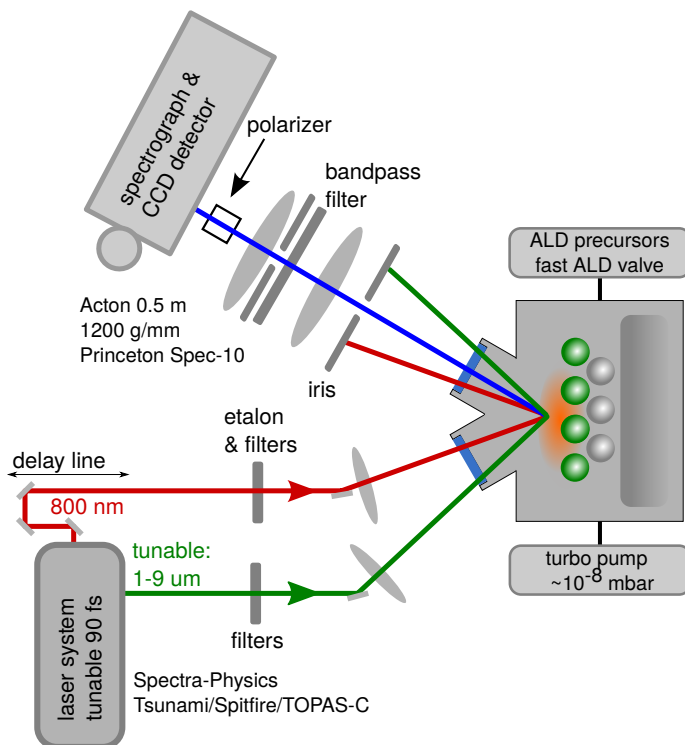 spectrograph &
CCD detector
polarizer
bandpass
filter
ALD precursors
fast ALD valve
Acton 0.5 m
1200 g/mm
Princeton Spec-10
iris
etalon
& filters
delay line
800 nm
tunable:
1-9 um
filters
turbo pump
~10-8 mbar
laser system
tunable 90 fs
Spectra-Physics
Tsunami/Spitfire/TOPAS-C